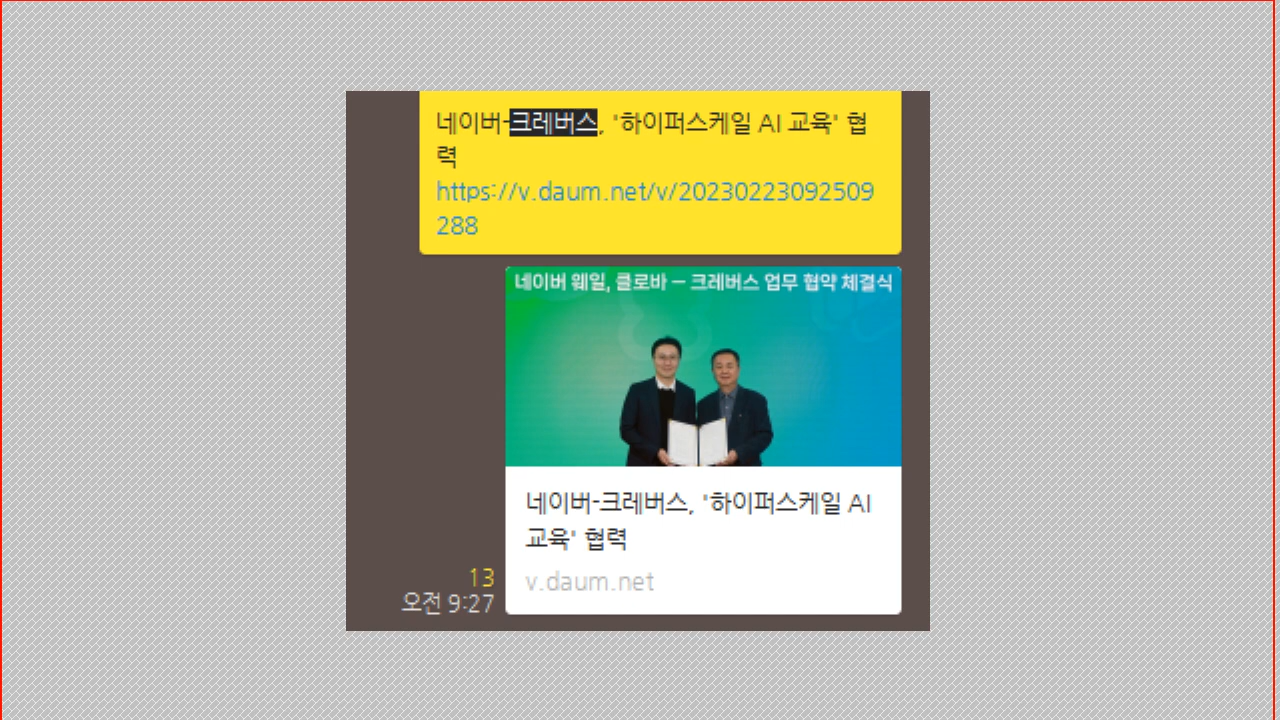 네이버-크레버스, '하이퍼스케일 AI 교육' 협
력
https://v.daum.net/v/20230223092509
288
네이버 웨일, 클로바 – 크레버스 업무 협약 체결식
네이버-크레버스, '하이퍼스케일 AI
교육' 협력
v.daum.net
13
오전 9:27